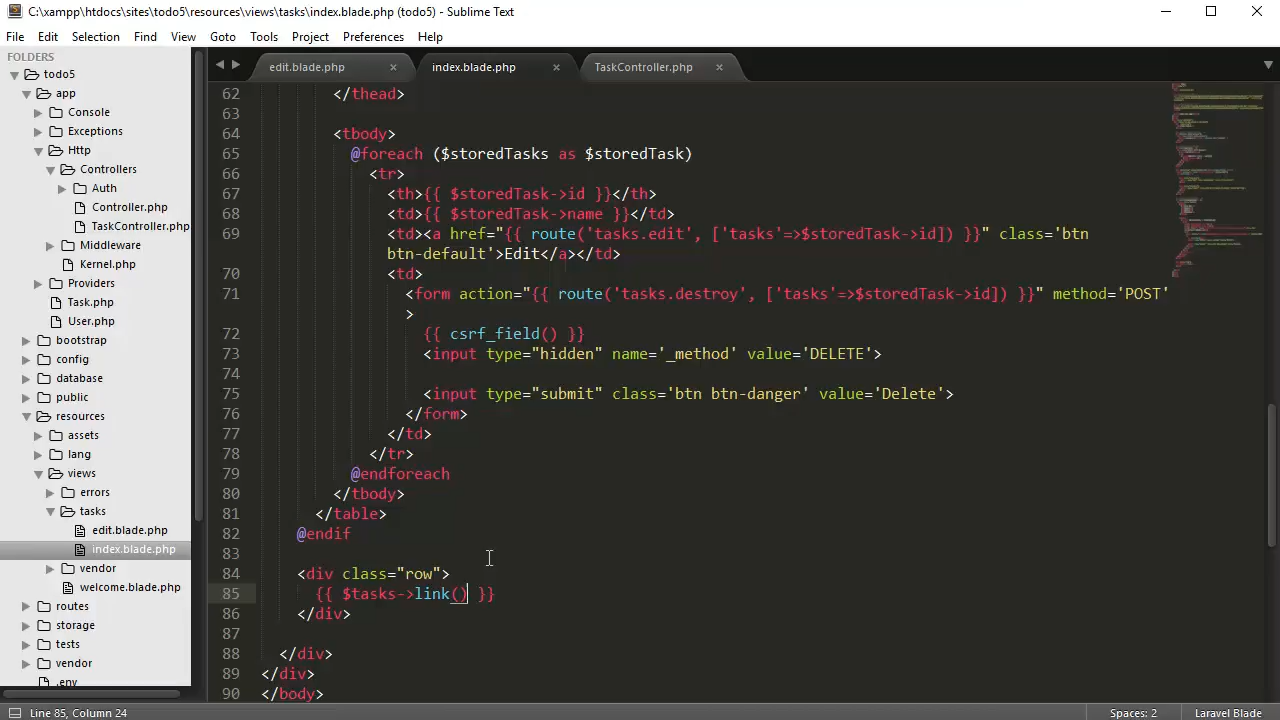 C:\xampp\htdocs\sites\todo5\resources\views\tasks\index.blade.php (todo5) - Sublime Text
File Edit Selection Find View Goto Tools Project Preferences Help
FOLDERS
todo5
app
Console
Exceptions
Http
Controllers
Auth
Controller.php
TaskController.php
Middleware
Kernel.php
Providers
Task.php
User.php
bootstrap
config
database
public
resources
assets
lang
views
errors
tasks
edit.blade.php
index.blade.php
vendor
welcome.blade.php
routes
storage
tests
vendor
.env
edit.blade.php × index.blade.php × TaskController.php ×
62 </thead>
63
64 <tbody>
65 @foreach ($storedTasks as $storedTask)
66 <tr>
67 <th>{{ $storedTask->id }}</th>
68 <td>{{ $storedTask->name }}</td>
69 <td><a href="{{ route('tasks.edit', ['tasks'=>$storedTask->id]) }}" class='btn
btn-default'>Edit</a></td>
70 <td>
71 <form action="{{ route('tasks.destroy', ['tasks'=>$storedTask->id]) }}" method='POST'
>
72 {{ csrf_field() }}
73 <input type="hidden" name='_method' value='DELETE'>
74
75 <input type="submit" class='btn btn-danger' value='Delete'>
76 </form>
77 </td>
78 </tr>
79 @endforeach
80 </tbody>
81 </table>
82 @endif
83
84 <div class="row">
85 {{ $tasks->link() }}
86 </div>
87
88 </div>
89 </div>
90 </body>
Line 85, Column 24 Spaces: 2 Laravel Blade